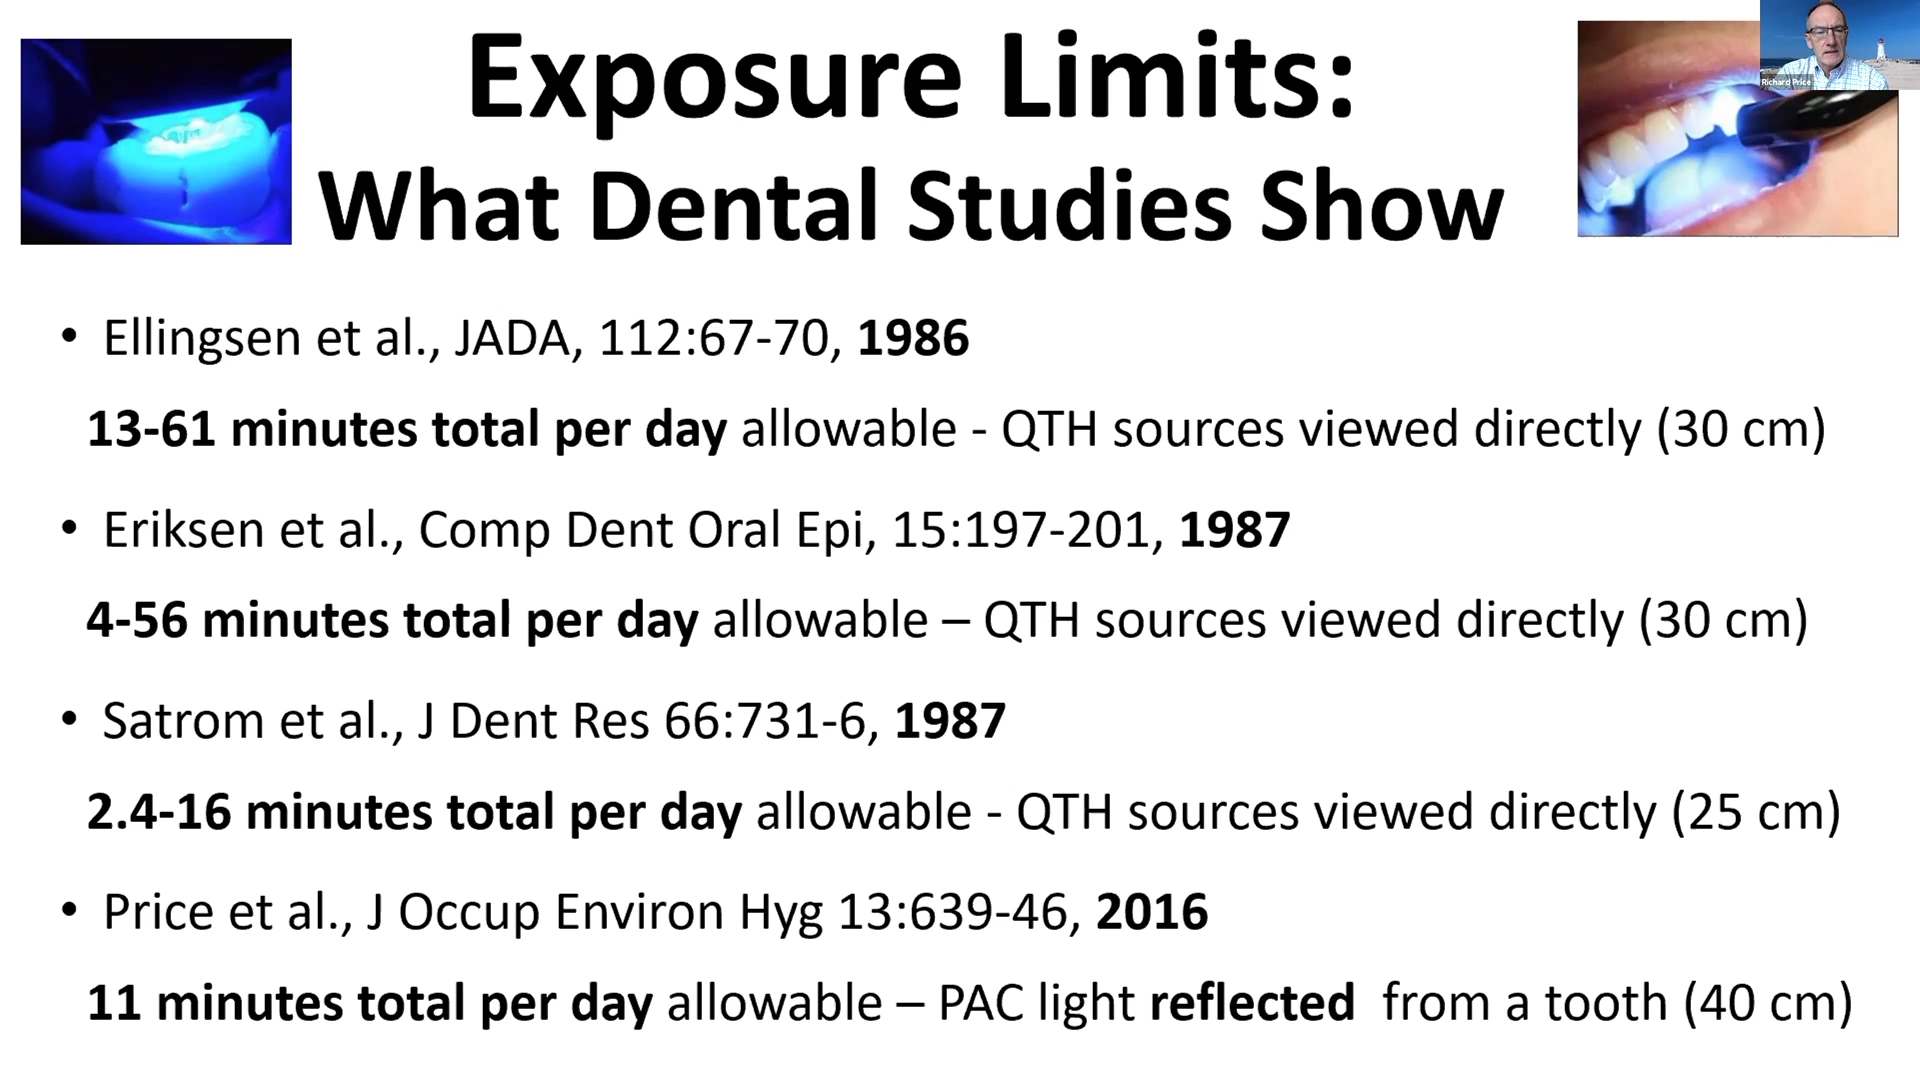 Exposure Limits:
What Dental Studies Show
Richard Price
• Ellingsen et al., JADA, 112:67-70, 1986
13-61 minutes total per day allowable - QTH sources viewed directly (30 cm)
• Eriksen et al., Comp Dent Oral Epi, 15:197-201, 1987
4-56 minutes total per day allowable – QTH sources viewed directly (30 cm)
• Satrom et al., J Dent Res 66:731-6, 1987
2.4-16 minutes total per day allowable - QTH sources viewed directly (25 cm)
• Price et al., J Occup Environ Hyg 13:639-46, 2016
11 minutes total per day allowable – PAC light reflected from a tooth (40 cm)